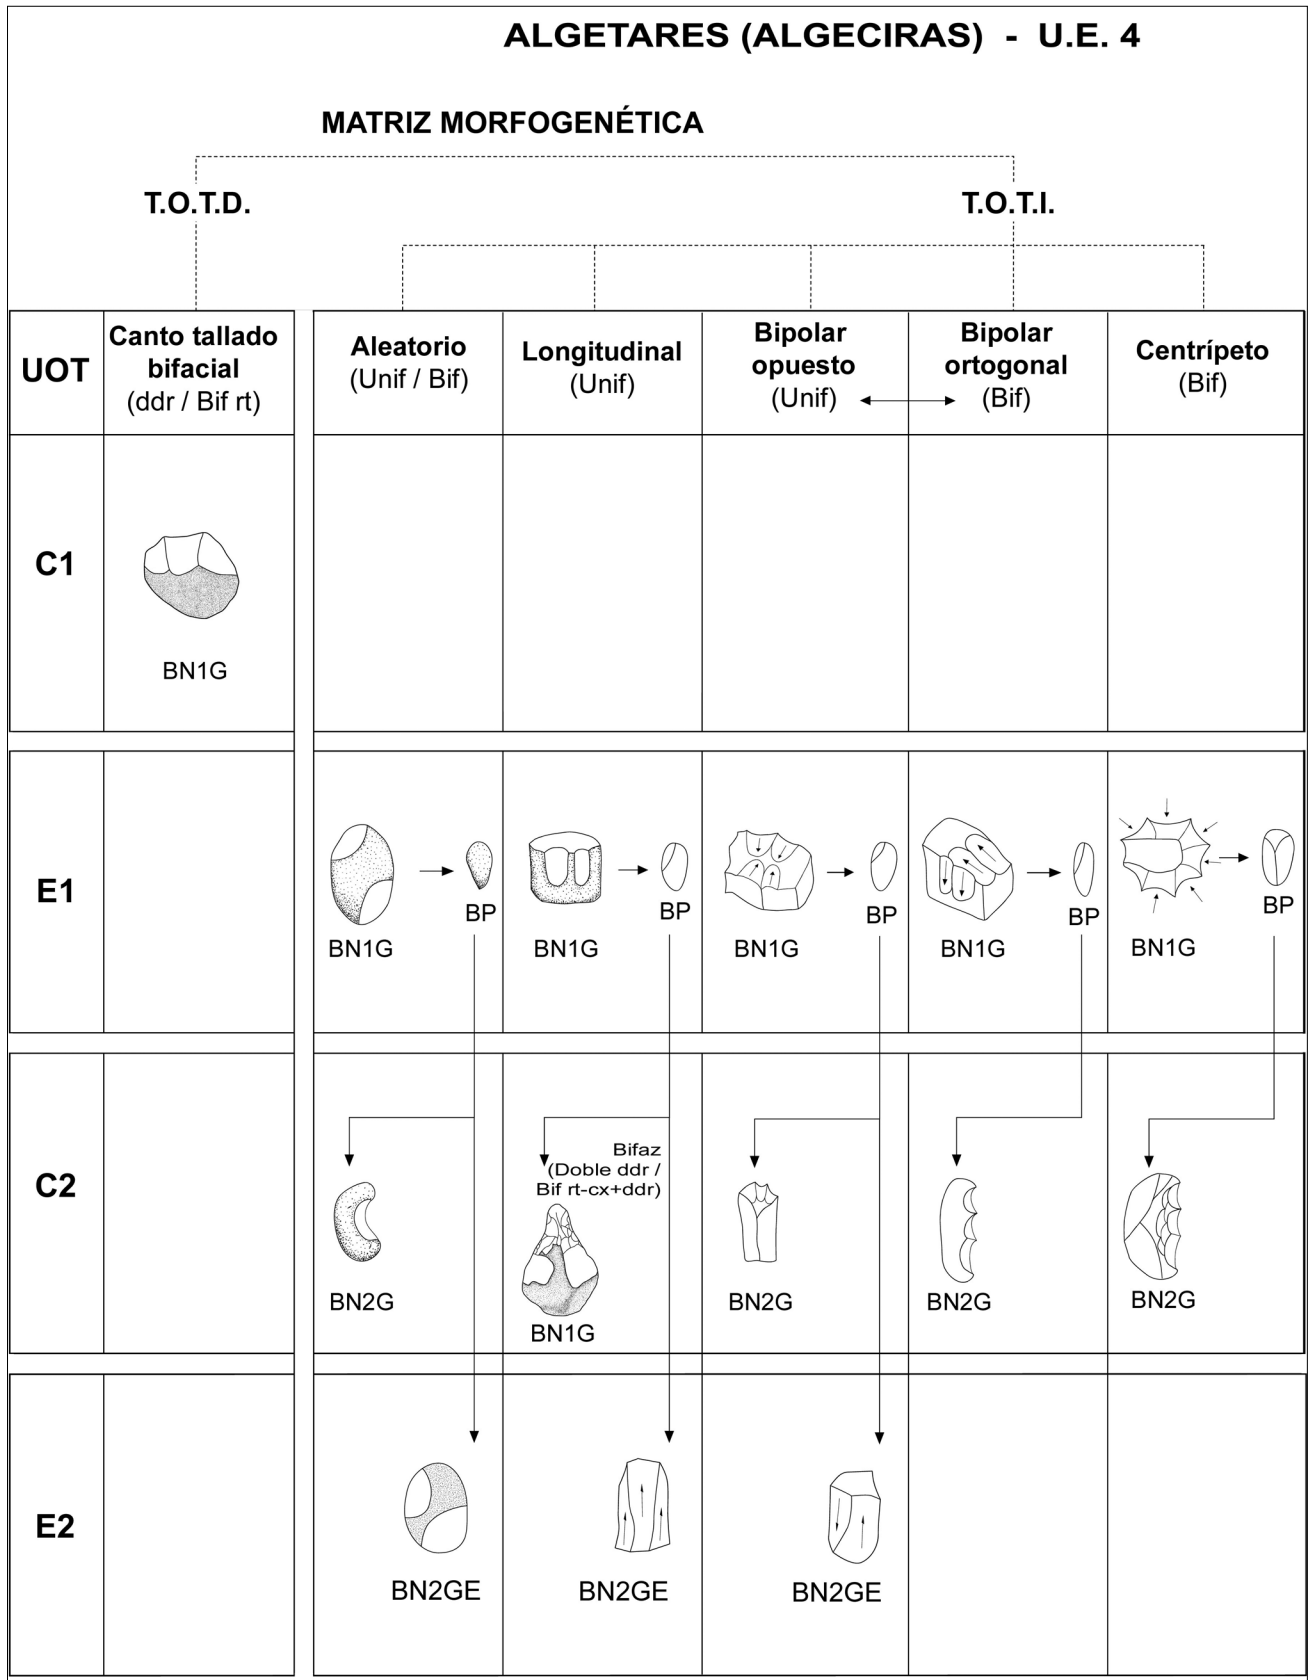 ALGETARES (ALGECIRAS) - U.E. 4
MATRIZ MORFOGENÉTICA
T.O.T.D.
T.O.T.I.
UOT
Canto tallado
bifacial
(ddr / Bif rt)
Aleatorio
(Unif / Bif)
Longitudinal
(Unif)
Bipolar
opuesto
(Unif)
Bipolar
ortogonal
(Bif)
Centrípeto
(Bif)
C1
BN1G
E1
BN1G
BP
BN1G
BP
BN1G
BP
BN1G
BP
BN1G
BP
C2
BN2G
Bifaz
(Doble ddr /
Bif rt-cx+ddr)
BN1G
BN2G
BN2G
BN2G
E2
BN2GE
BN2GE
BN2GE